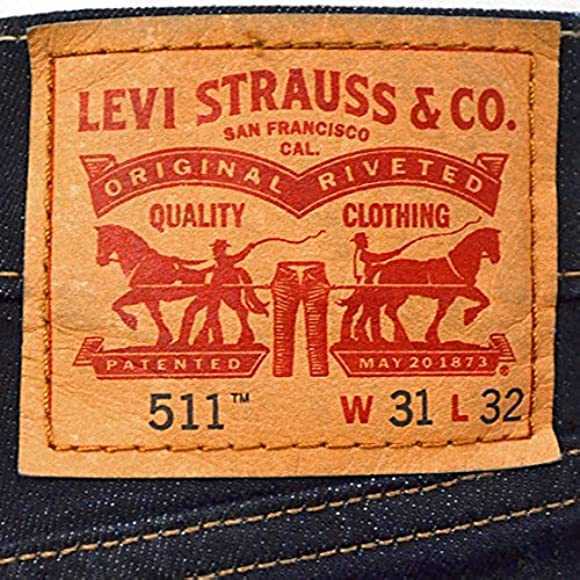 LEVI STRAUSS & CO.
SAN FRANCISCO
CAL.
ORIGINAL RIVETED
QUALITY CLOTHING
PATENTED MAY 20 1873 ®
511™ W 31 L 32